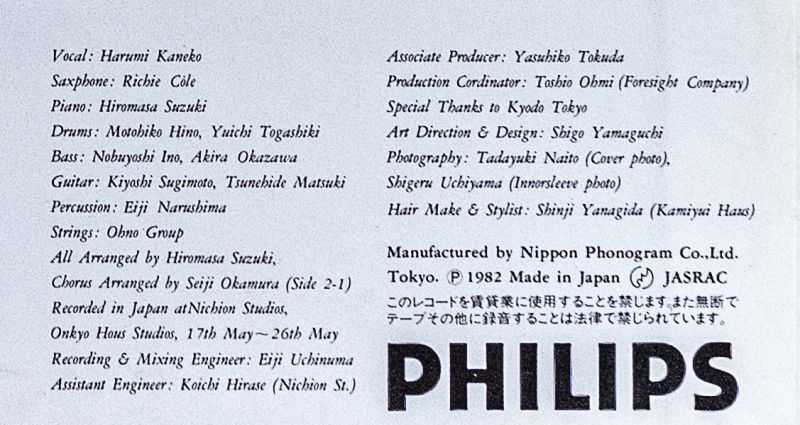 Vocal: Harumi Kaneko
Saxphone: Richie Cole
Piano: Hiromasa Suzuki
Drums: Motohiko Hino, Yuichi Togashiki
Bass: Nobuyoshi Ino, Akira Okazawa
Guitar: Kiyoshi Sugimoto, Tsunehide Matsuki
Percussion: Eiji Narushima
Strings: Ohno Group
All Arranged by Hiromasa Suzuki,
Chorus Arranged by Seiji Okamura (Side 2-1)
Recorded in Japan atNichion Studios,
Onkyo Hous Studios, 17th May~26th May
Recording & Mixing Engineer: Eiji Uchinuma
Assistant Engineer: Koichi Hirase (Nichion St.)
Associate Producer: Yasuhiko Tokuda
Production Cordinator: Toshio Ohmi (Foresight Company)
Special Thanks to Kyodo Tokyo
Art Direction & Design: Shigo Yamaguchi
Photography: Tadayuki Naito (Cover photo),
Shigeru Uchiyama (Innorsleeve photo)
Hair Make & Stylist: Shinji Yanagida (Kamiyui Haus)
Manufactured by Nippon Phonogram Co.,Ltd.
Tokyo. Ⓟ 1982 Made in Japan JASRAC
このレコードを賃貸業に使用することを禁じます。また無断で
テープその他に録音することは法律で禁じられています。
PHILIPS